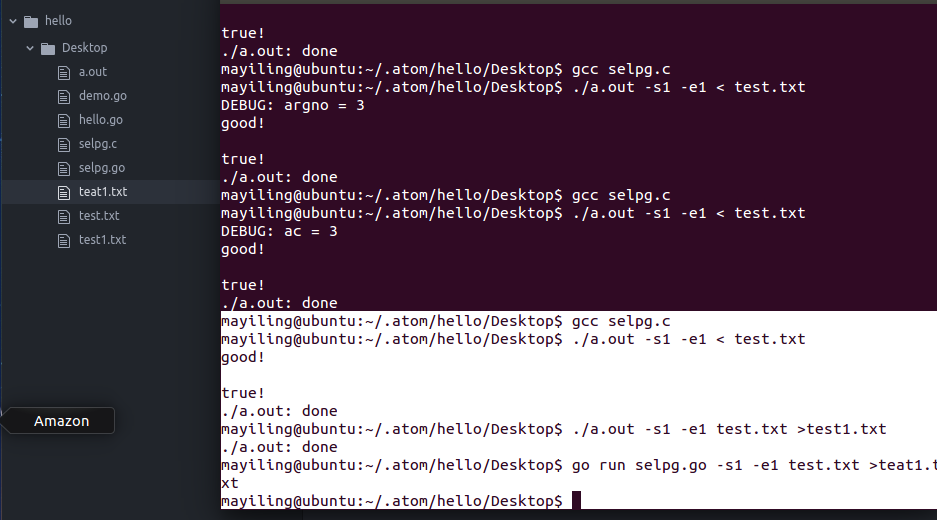 hello
Desktop
a.out
demo.go
hello.go
selpg.c
selpg.go
teat1.txt
test.txt
test1.txt
Amazon
true!
./a.out: done
mayiling@ubuntu:~/.atom/hello/Desktop$ gcc selpg.c
mayiling@ubuntu:~/.atom/hello/Desktop$ ./a.out -s1 -e1 < test.txt
DEBUG: argno = 3
good!
true!
./a.out: done
mayiling@ubuntu:~/.atom/hello/Desktop$ gcc selpg.c
mayiling@ubuntu:~/.atom/hello/Desktop$ ./a.out -s1 -e1 < test.txt
DEBUG: ac = 3
good!
true!
./a.out: done
mayiling@ubuntu:~/.atom/hello/Desktop$ gcc selpg.c
mayiling@ubuntu:~/.atom/hello/Desktop$ ./a.out -s1 -e1 < test.txt
good!
true!
./a.out: done
mayiling@ubuntu:~/.atom/hello/Desktop$ ./a.out -s1 -e1 test.txt >test1.txt
./a.out: done
mayiling@ubuntu:~/.atom/hello/Desktop$ go run selpg.go -s1 -e1 test.txt >teat1.t
xt
mayiling@ubuntu:~/.atom/hello/Desktop$